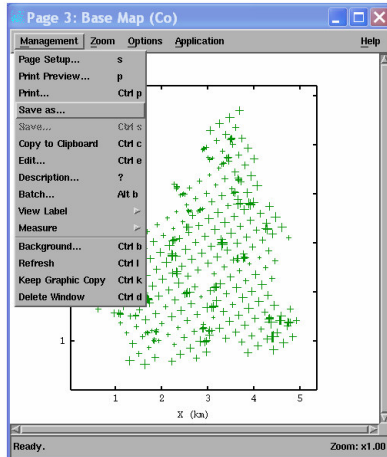 Page 3: Base Map (Co)
Management Zoom Options Application Help
Page Setup... s
Print Preview... p
Print... Ctrl p
Save as...
Save... Ctrl s
Copy to Clipboard Ctrl c
Edit... Ctrl e
Description... ?
Batch... Alt b
View Label
Measure
Background... Ctrl b
Refresh Ctrl l
Keep Graphic Copy Ctrl k
Delete Window Ctrl d
1
1 2 3 4 5
X (km)
Ready. Zoom: x1.00